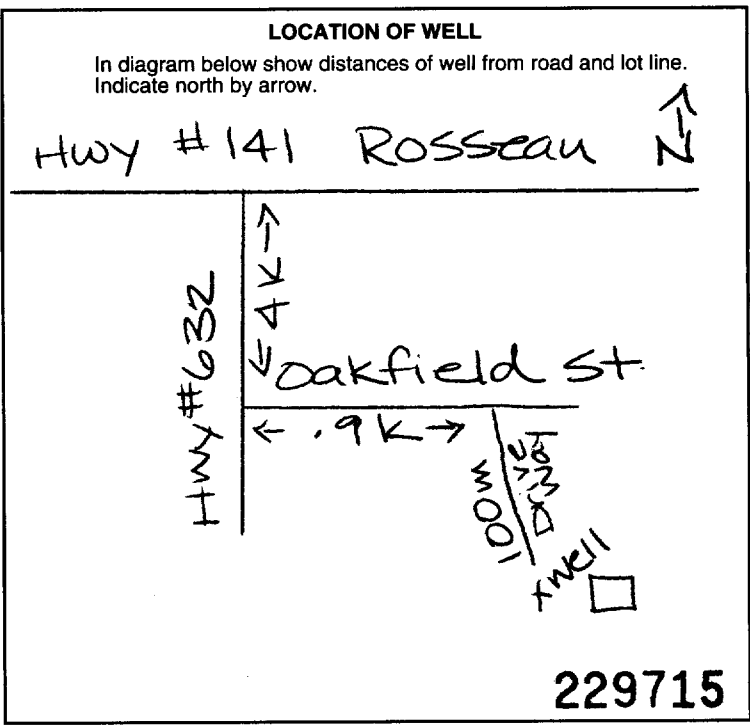 LOCATION OF WELL
In diagram below show distances of well from road and lot line.
Indicate north by arrow.
Hwy #141 Rosseau N
Hwy #632
4K
Oakfield St.
.9K
100m
Driveway
x well
229715